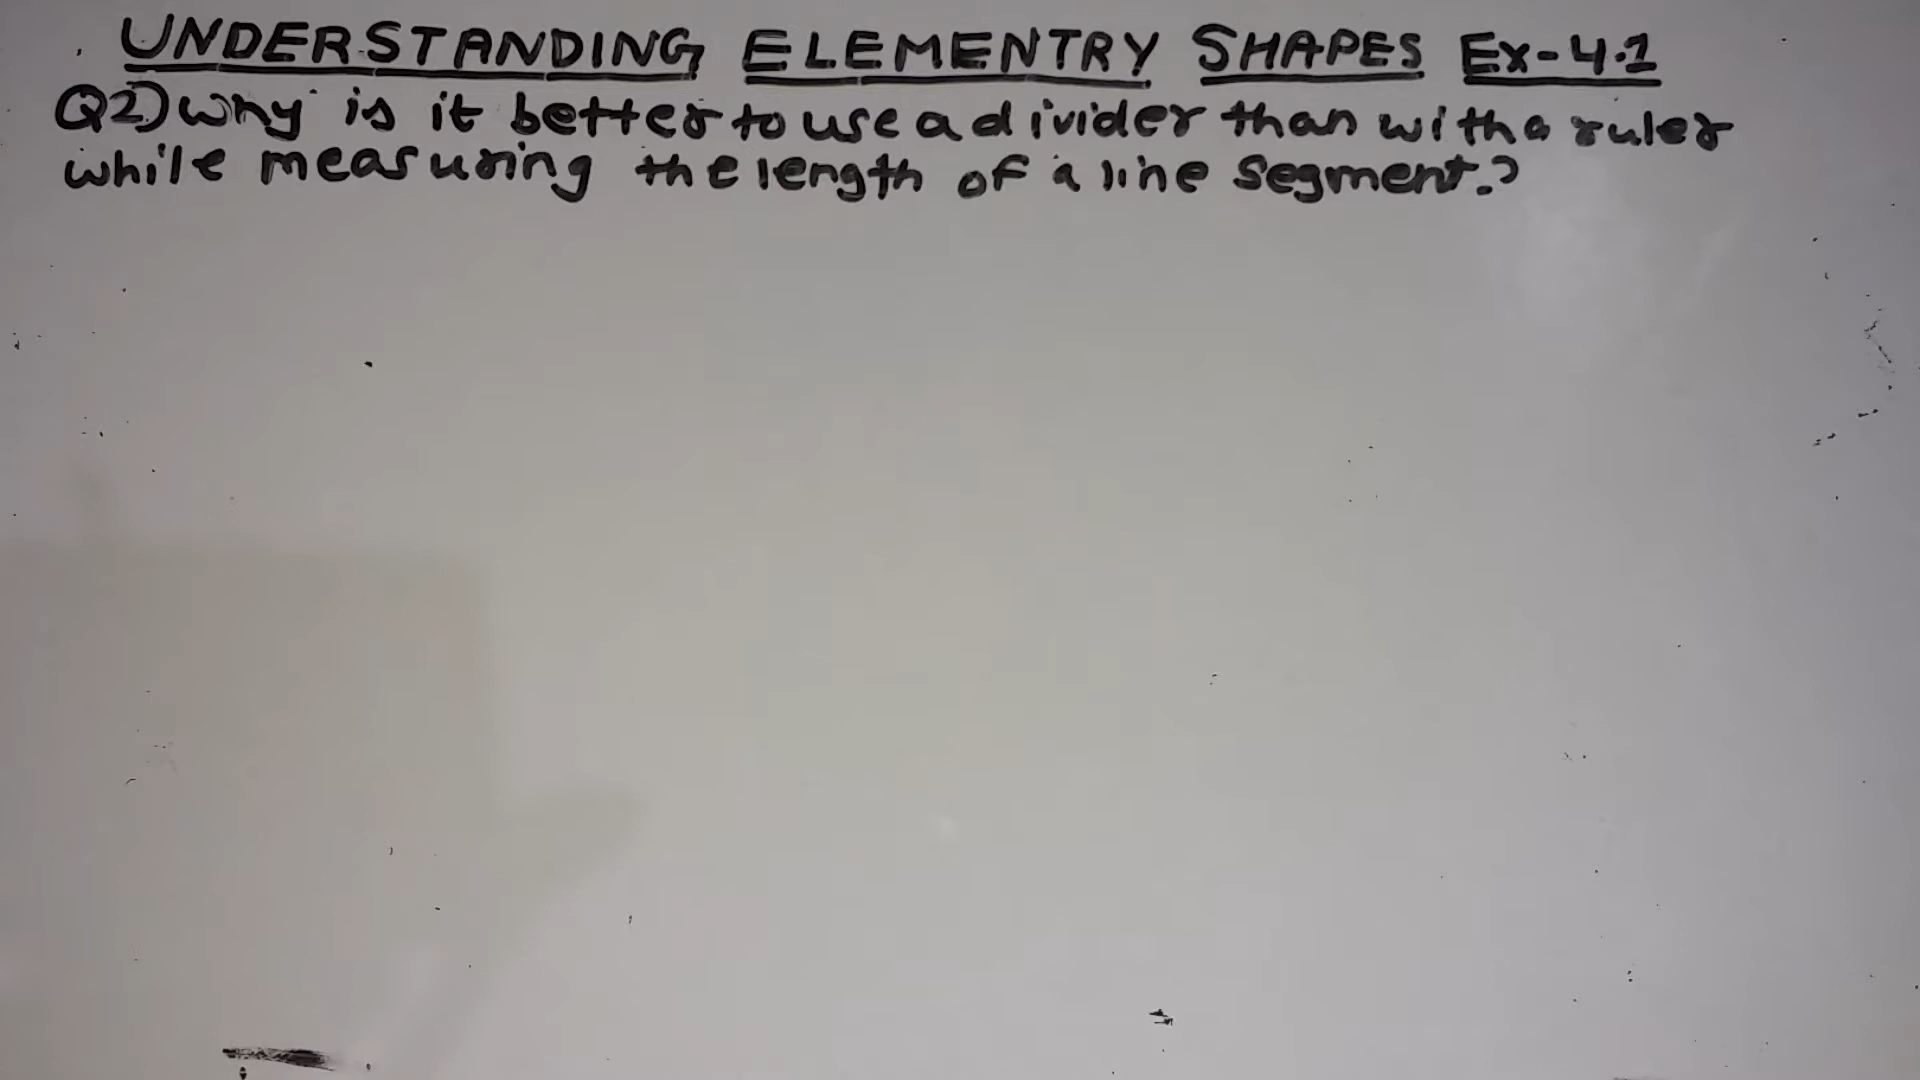 UNDERSTANDING ELEMENTRY SHAPES Ex-4.1
Q2) why is it better to use a divider than with a ruler
while measuring the length of a line segment.?